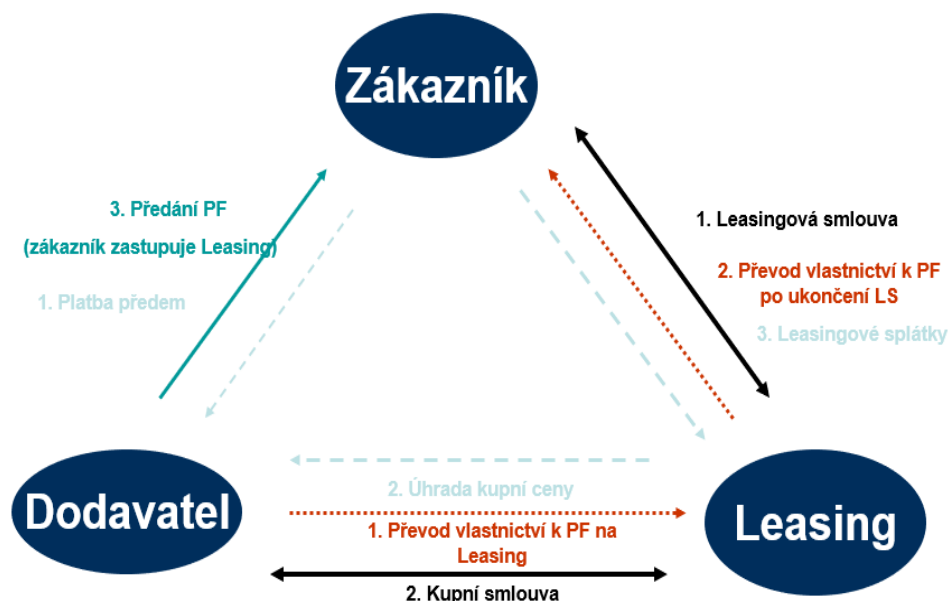 Zákazník
3. Předání PF
(zákazník zastupuje Leasing)
1. Platba předem
1. Leasingová smlouva
2. Převod vlastnictví k PF
po ukončení LS
3. Leasingové splátky
Dodavatel
2. Úhrada kupní ceny
1. Převod vlastnictví k PF na
Leasing
2. Kupní smlouva
Leasing